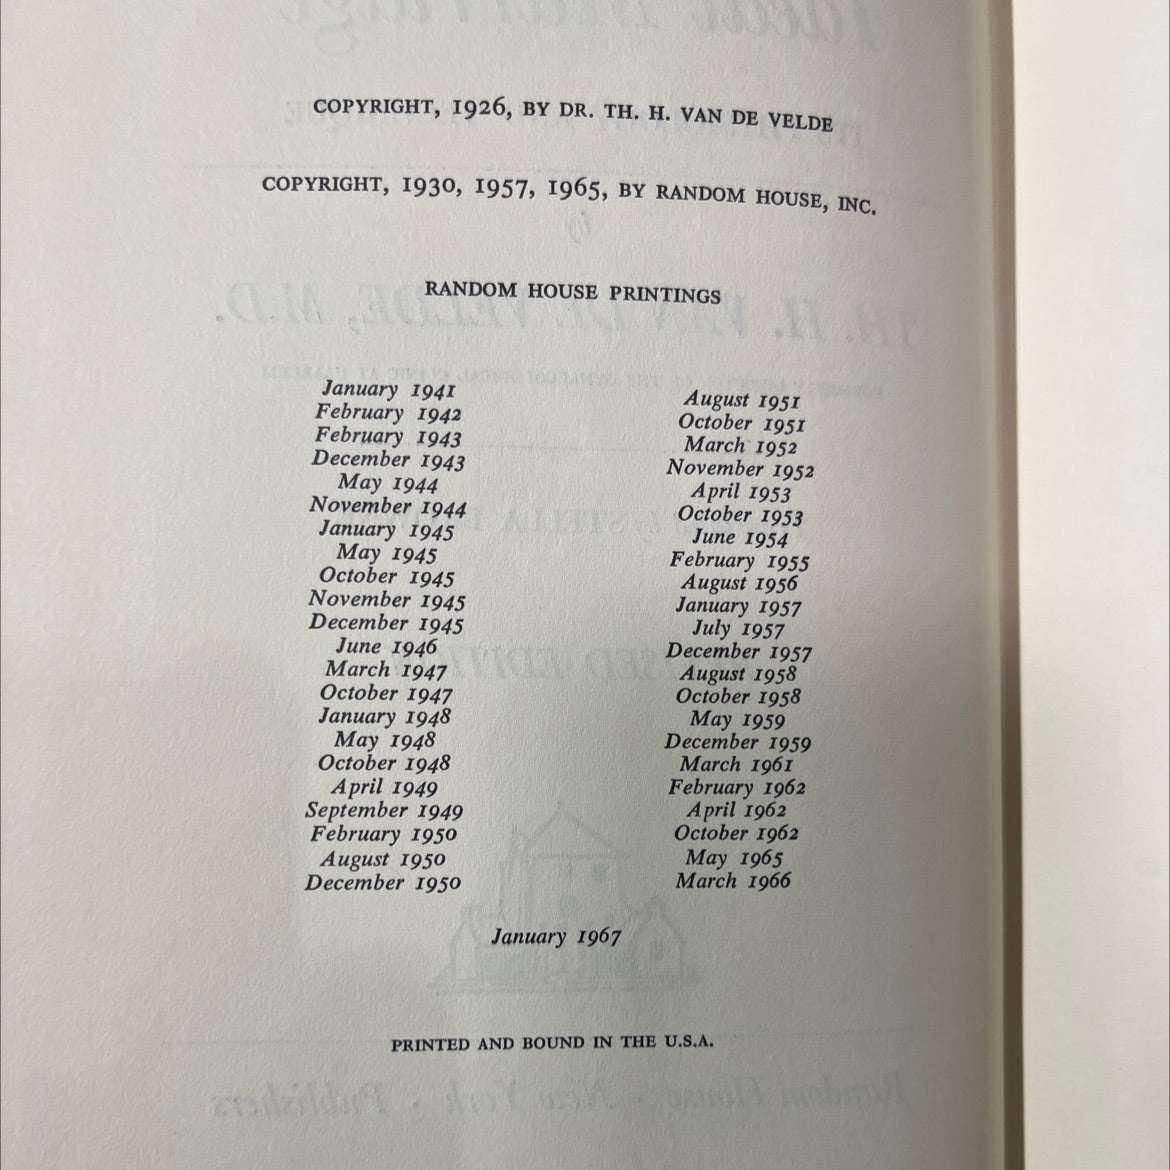 COPYRIGHT, 1926, BY DR. TH. H. VAN DE VELDE
COPYRIGHT, 1930, 1957, 1965, BY RANDOM HOUSE, INC.
RANDOM HOUSE PRINTINGS
January 1941
February 1942
February 1943
December 1943
May 1944
November 1944
January 1945
May 1945
October 1945
November 1945
December 1945
June 1946
March 1947
October 1947
January 1948
May 1948
October 1948
April 1949
September 1949
February 1950
August 1950
December 1950
August 1951
October 1951
March 1952
November 1952
April 1953
October 1953
June 1954
February 1955
August 1956
January 1957
July 1957
December 1957
August 1958
October 1958
May 1959
December 1959
March 1961
February 1962
April 1962
October 1962
May 1965
March 1966
January 1967
PRINTED AND BOUND IN THE U.S.A.